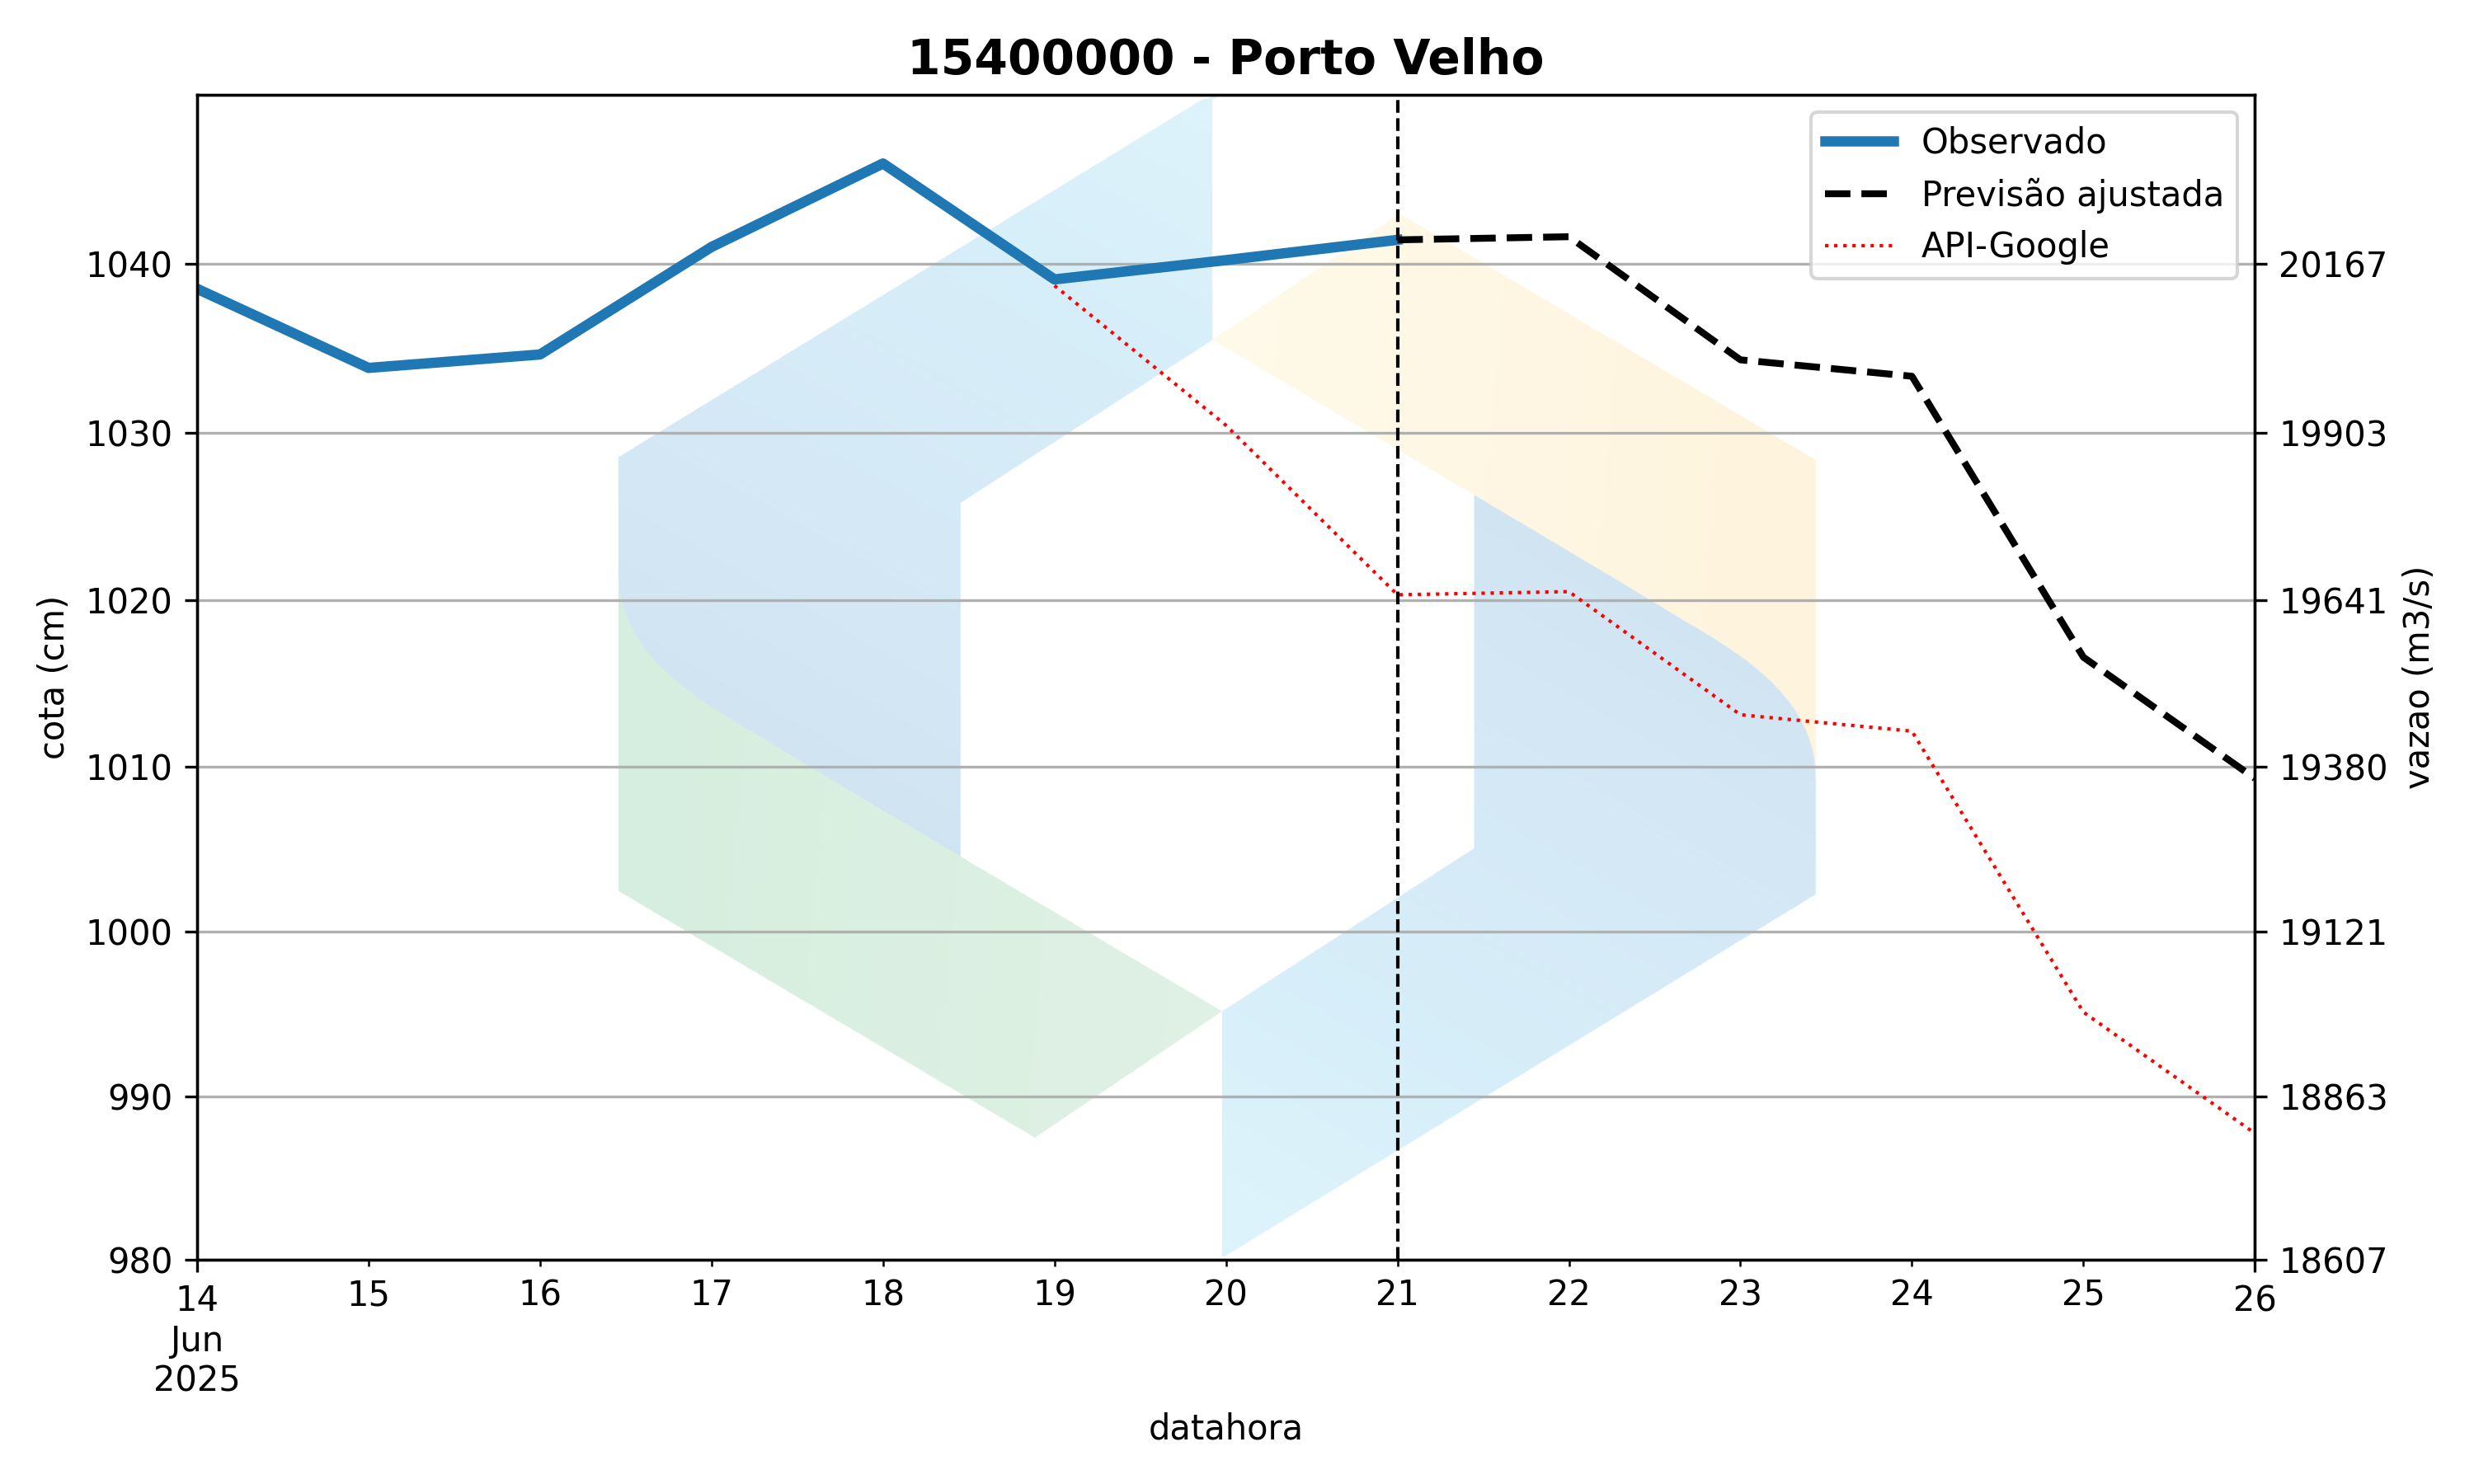 15400000 - Porto Velho
Observado
Previsão ajustada
API-Google
1040
1030
1020
1010
1000
990
980
cota (cm)
20167
19903
19641
19380
19121
18863
18607
vazao (m3/s)
14 15 16 17 18 19 20 21 22 23 24 25 26
Jun
2025
datahora